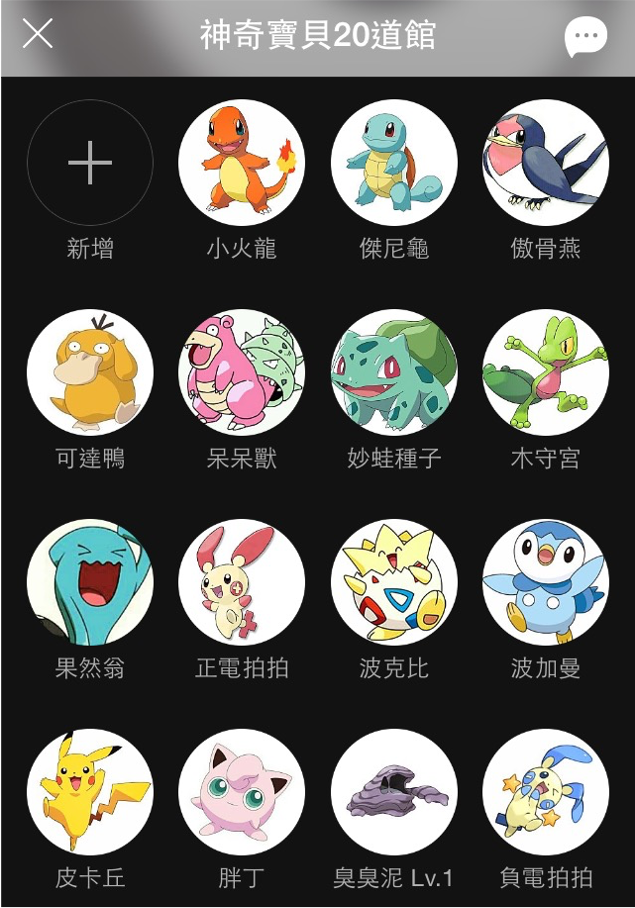 神奇寶貝20道館
新增
小火龍
傑尼龜
傲骨燕
可達鴨
呆呆獸
妙蛙種子
木守宮
果然翁
正電拍拍
波克比
波加曼
皮卡丘
胖丁
臭臭泥 Lv.1
負電拍拍